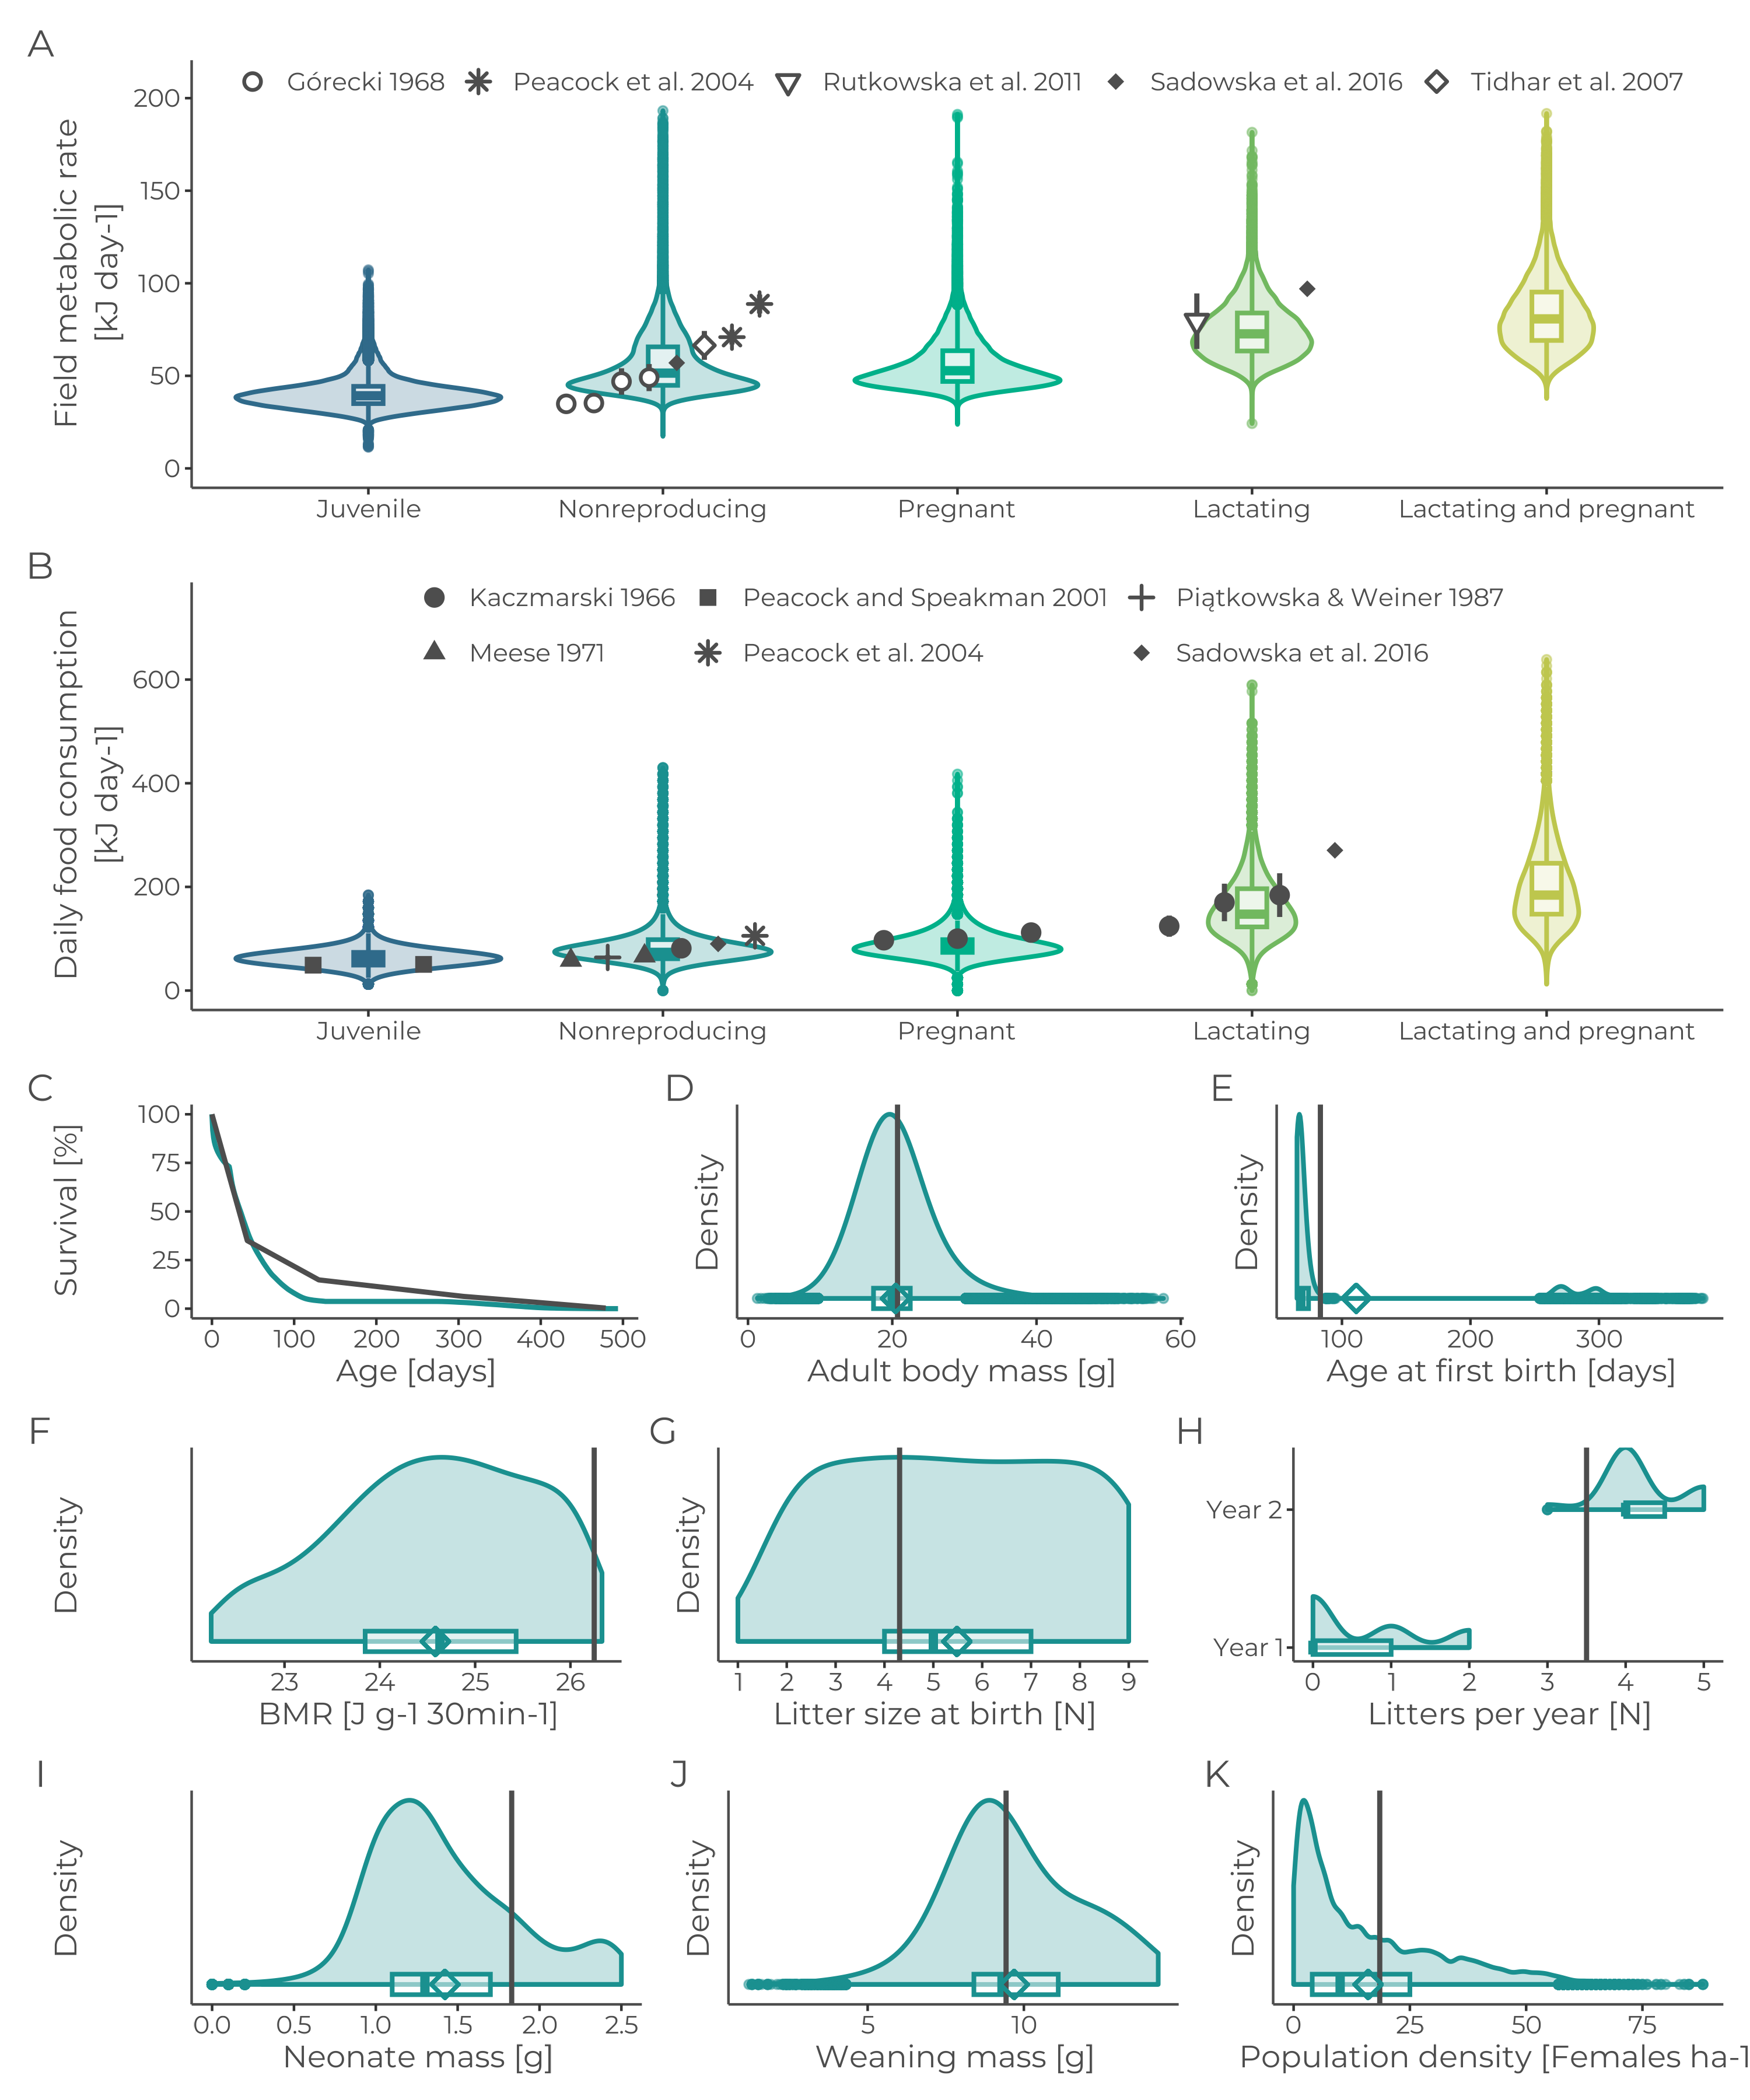 A
Górecki 1968 Peacock et al. 2004 Rutkowska et al. 2011 Sadowska et al. 2016 Tidhar et al. 2007
Field metabolic rate
[kJ day-1]
200
150
100
50
0
Juvenile Nonreproducing Pregnant Lactating Lactating and pregnant
B
Kaczmarski 1966 Peacock and Speakman 2001 Piątkowska & Weiner 1987
Meese 1971 Peacock et al. 2004 Sadowska et al. 2016
Daily food consumption
[kJ day-1]
600
400
200
0
Juvenile Nonreproducing Pregnant Lactating Lactating and pregnant
C
Survival [%]
100
75
50
25
0
0 100 200 300 400 500
Age [days]
D
Density
0 20 40 60
Adult body mass [g]
E
Density
100 200 300
Age at first birth [days]
F
Density
23 24 25 26
BMR [J g-1 30min-1]
G
Density
1 2 3 4 5 6 7 8 9
Litter size at birth [N]
H
Year 2
Year 1
0 1 2 3 4 5
Litters per year [N]
I
Density
0.0 0.5 1.0 1.5 2.0 2.5
Neonate mass [g]
J
Density
5 10
Weaning mass [g]
K
Density
0 25 50 75
Population density [Females ha-1